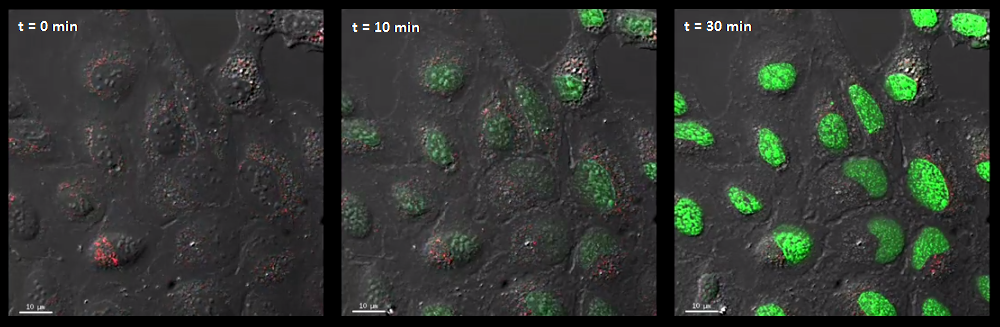 t = 0 min
t = 10 min
t = 30 min
10 µm
10 µm
10 µm